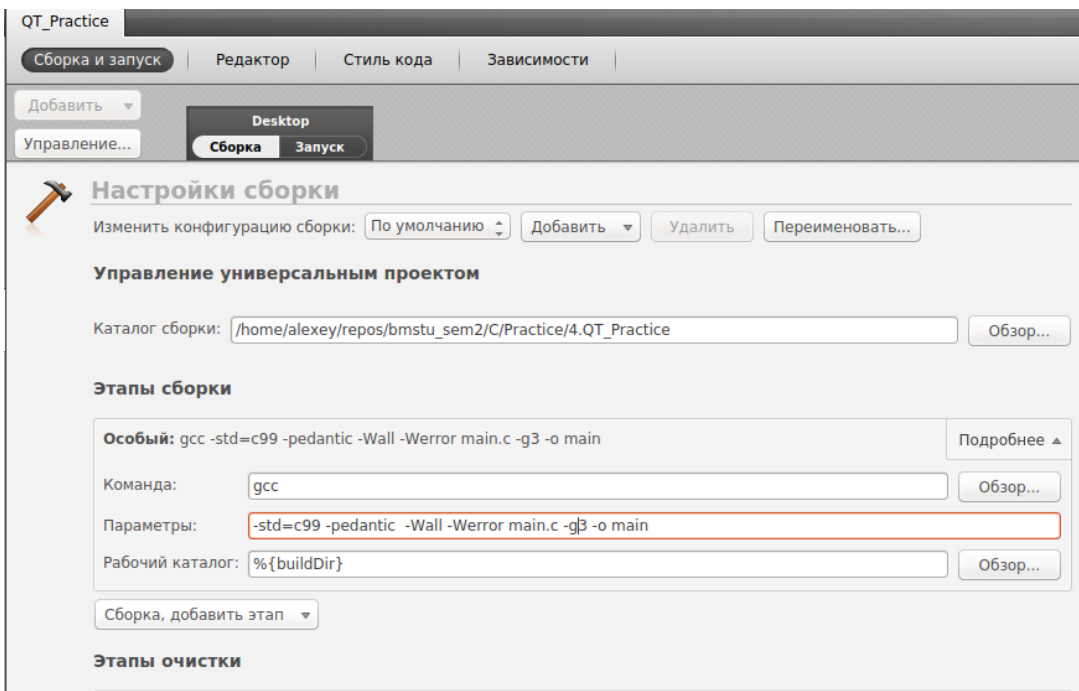 QT_Practice
Сборка и запуск Редактор Стиль кода Зависимости
Добавить
Управление...
Desktop
Сборка Запуск
Настройки сборки
Изменить конфигурацию сборки: По умолчанию Добавить Удалить Переименовать...
Управление универсальным проектом
Каталог сборки: /home/alexey/repos/bmstu_sem2/C/Practice/4.QT_Practice Обзор...
Этапы сборки
Особый: gcc -std=c99 -pedantic -Wall -Werror main.c -g3 -o main Подробнее
Команда: gcc Обзор...
Параметры: -std=c99 -pedantic  -Wall -Werror main.c -g3 -o main
Рабочий каталог: %{buildDir} Обзор...
Сборка, добавить этап
Этапы очистки